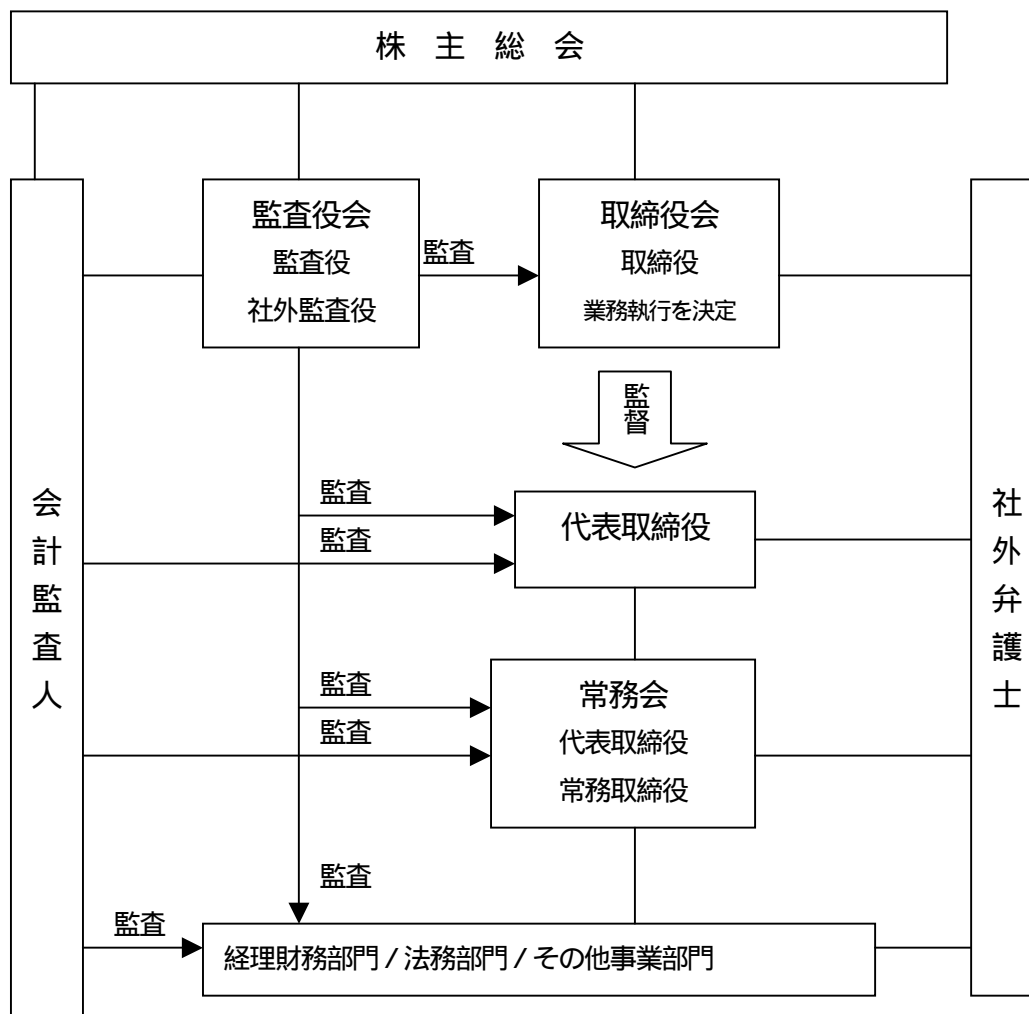 株主総会
監査役会
監査役
社外監査役
監査
取締役会
取締役
業務執行を決定
監督
会計監査人
社外弁護士
監査
監査
代表取締役
監査
監査
常務会
代表取締役
常務取締役
監査
監査
経理財務部門/法務部門/その他事業部門